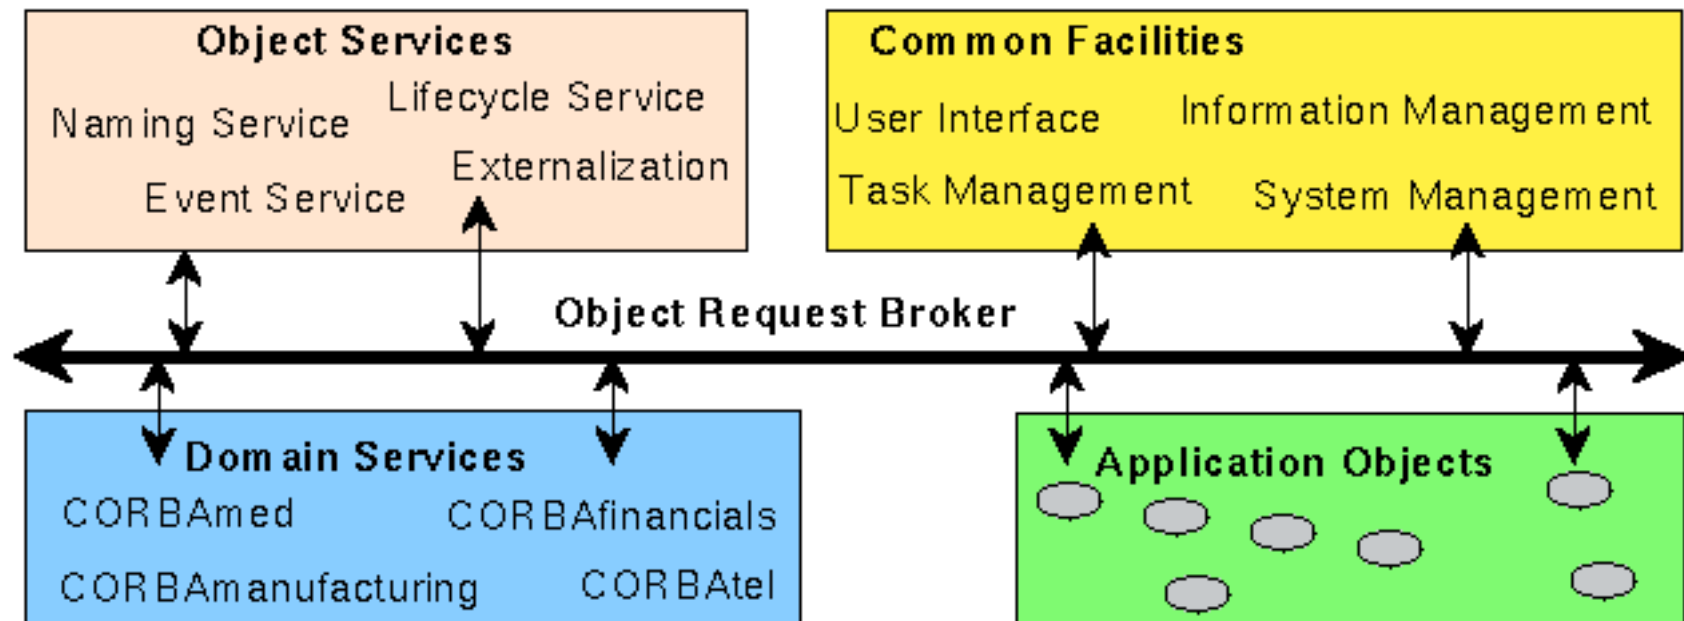 Object Services
Naming Service
Lifecycle Service
Event Service
Externalization
Common Facilities
User Interface
Information Management
Task Management
System Management
Object Request Broker
Domain Services
CORBAmed
CORBAfinancials
CORBAmanufacturing
CORBAtel
Application Objects